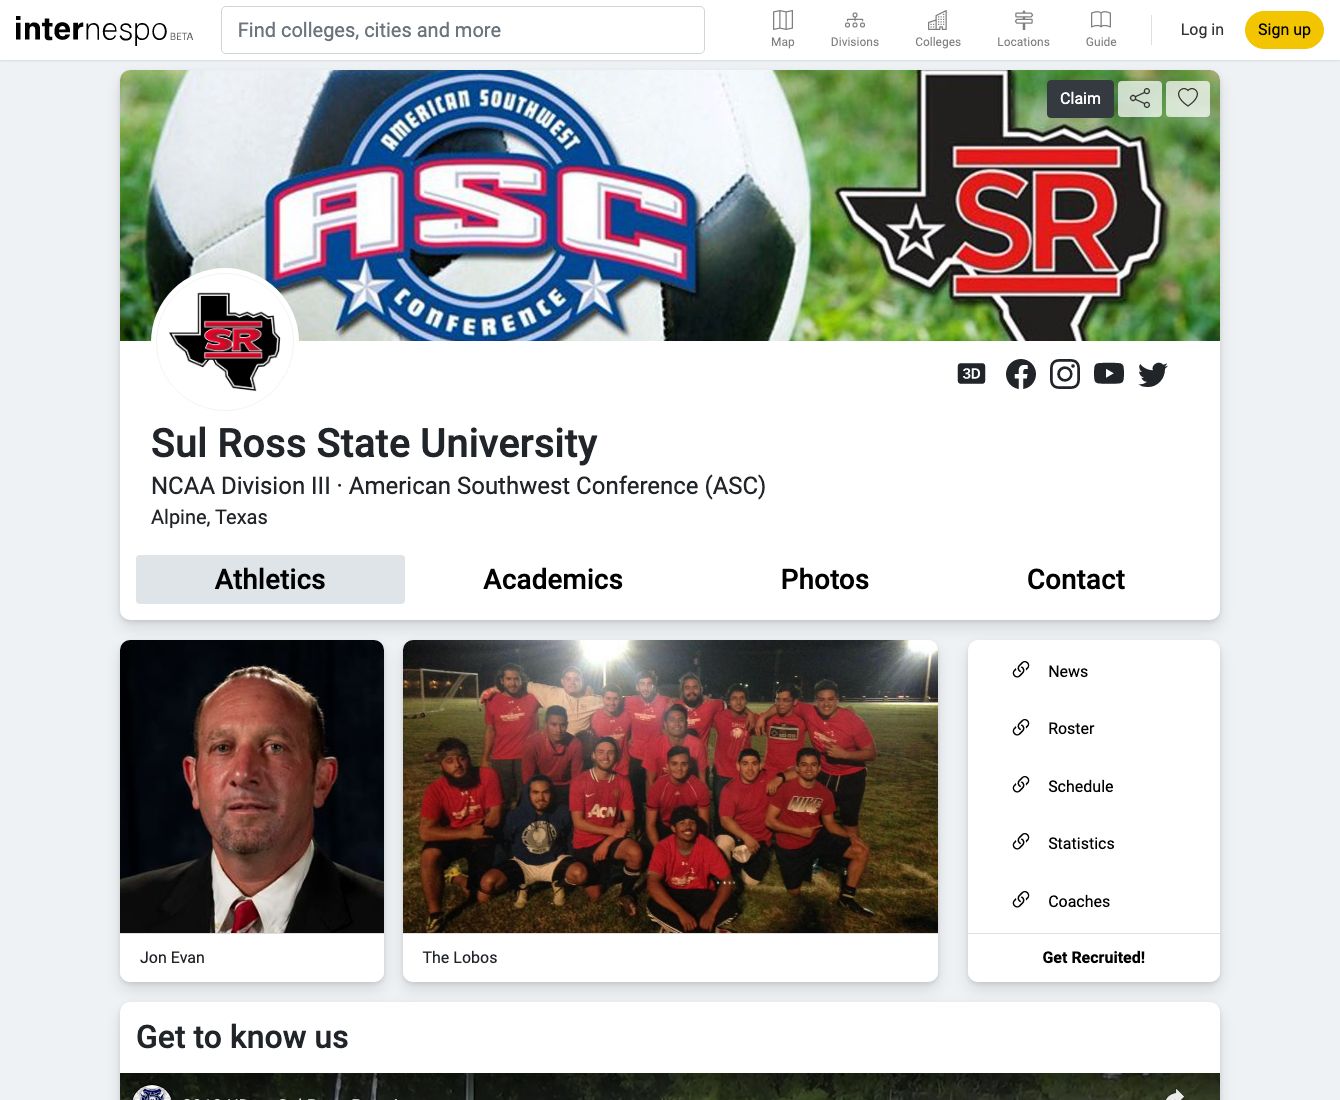 internespo BETA
Find colleges, cities and more
Map
Divisions
Colleges
Locations
Guide
Log in
Sign up
Claim
AMERICAN SOUTHWEST
ASC
CONFERENCE
SR
SR
3D
Sul Ross State University
NCAA Division III · American Southwest Conference (ASC)
Alpine, Texas
Athletics
Academics
Photos
Contact
ACN
NIKE
Jon Evan
The Lobos
News
Roster
Schedule
Statistics
Coaches
Get Recruited!
Get to know us